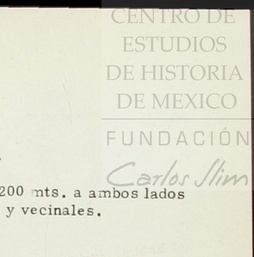 CENTRO DE
ESTUDIOS
DE HISTORIA
DE MEXICO
FUNDACIÓN
Carlos Slim
200 mts. a ambos lados
y vecinales.